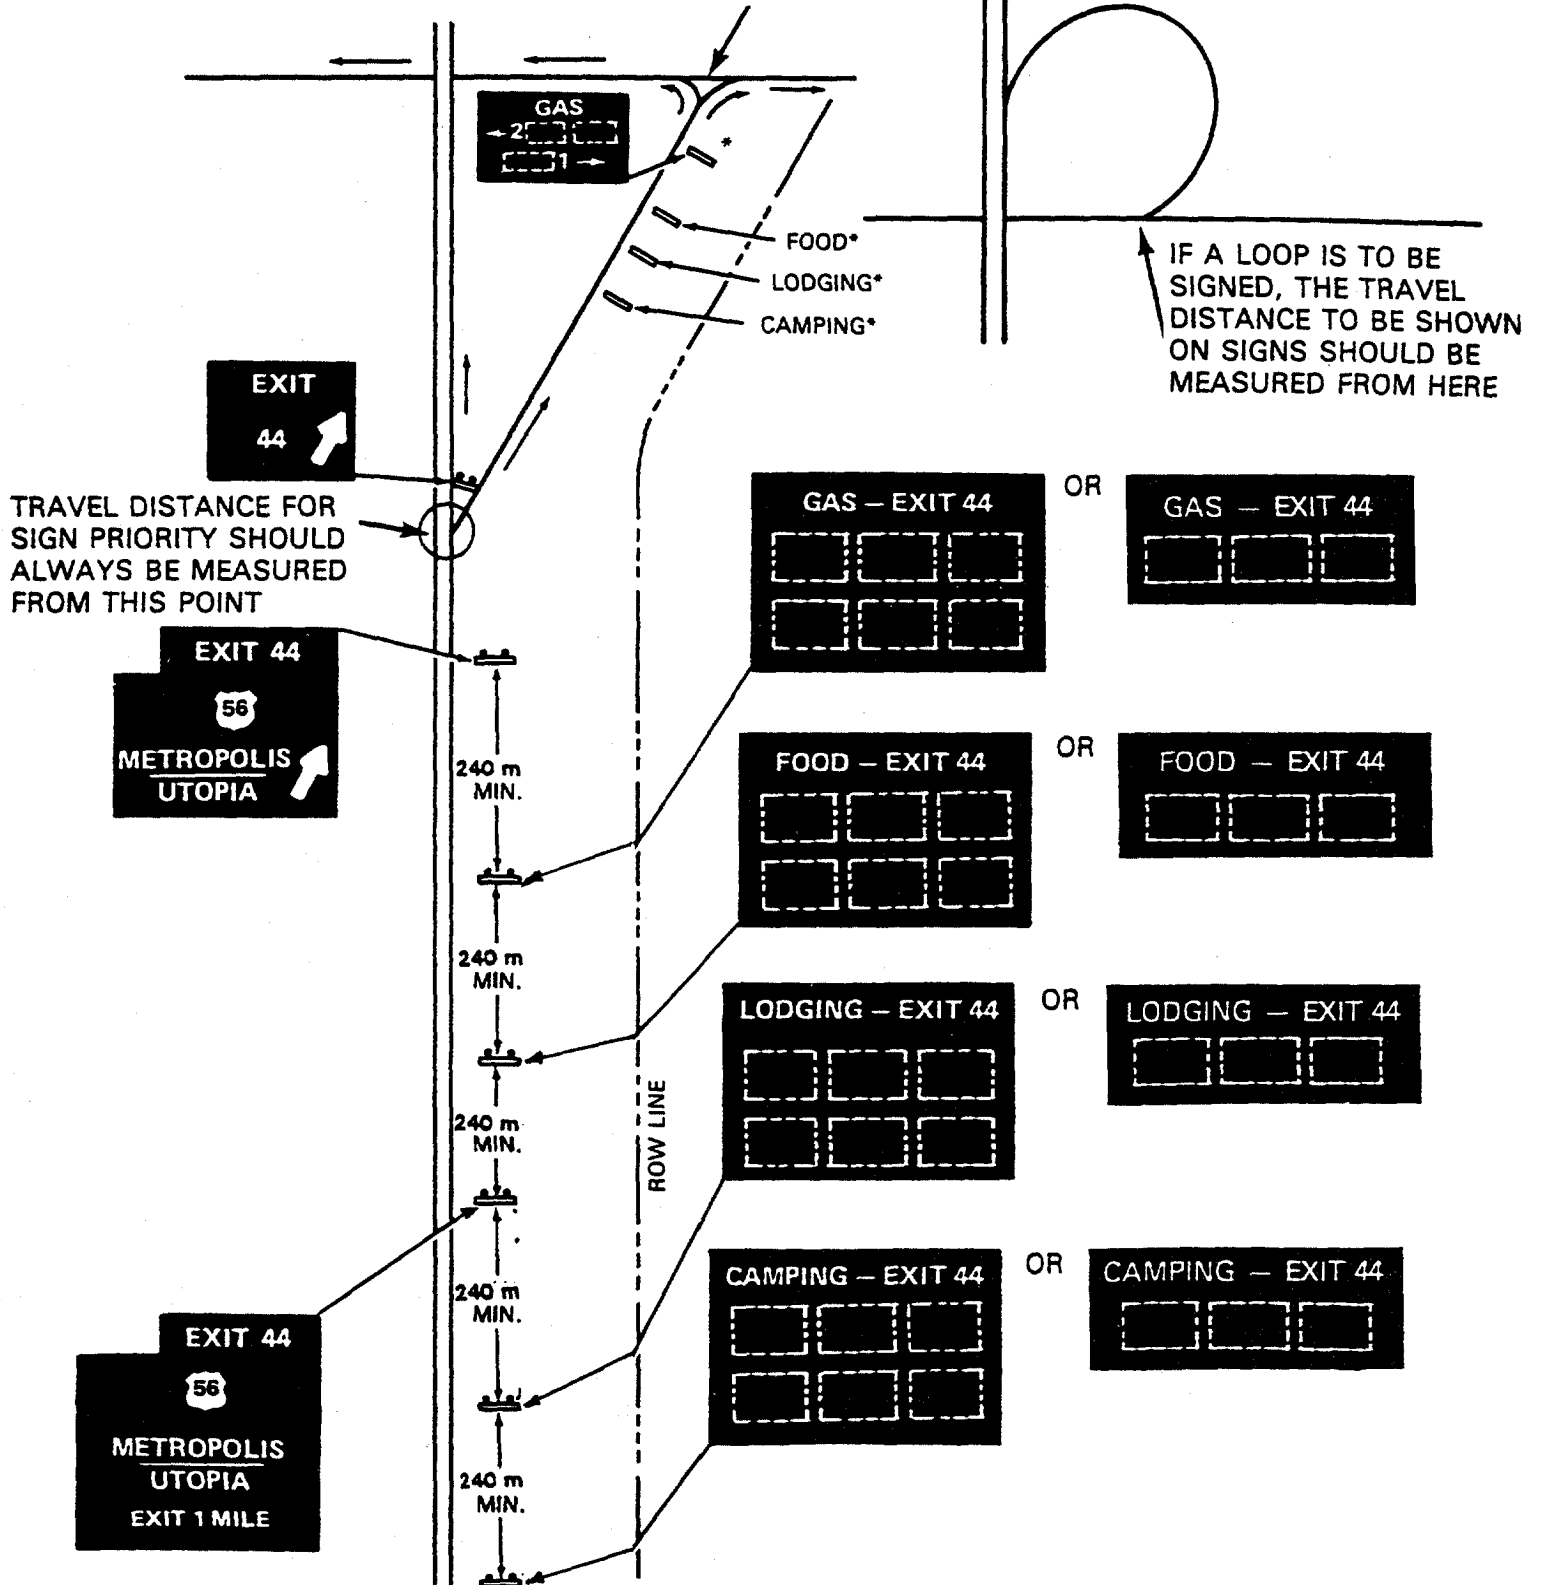 GAS
2
1
*
FOOD*
LODGING*
CAMPING*
IF A LOOP IS TO BE
SIGNED, THE TRAVEL
DISTANCE TO BE SHOWN
ON SIGNS SHOULD BE
MEASURED FROM HERE
EXIT
44
TRAVEL DISTANCE FOR
SIGN PRIORITY SHOULD
ALWAYS BE MEASURED
FROM THIS POINT
GAS – EXIT 44
OR
GAS – EXIT 44
EXIT 44
56
METROPOLIS
UTOPIA
240 m
MIN.
FOOD – EXIT 44
OR
FOOD – EXIT 44
240 m
MIN.
LODGING – EXIT 44
OR
LODGING – EXIT 44
240 m
MIN.
ROW LINE
CAMPING – EXIT 44
OR
CAMPING – EXIT 44
240 m
MIN.
EXIT 44
56
METROPOLIS
UTOPIA
EXIT 1 MILE
240 m
MIN.